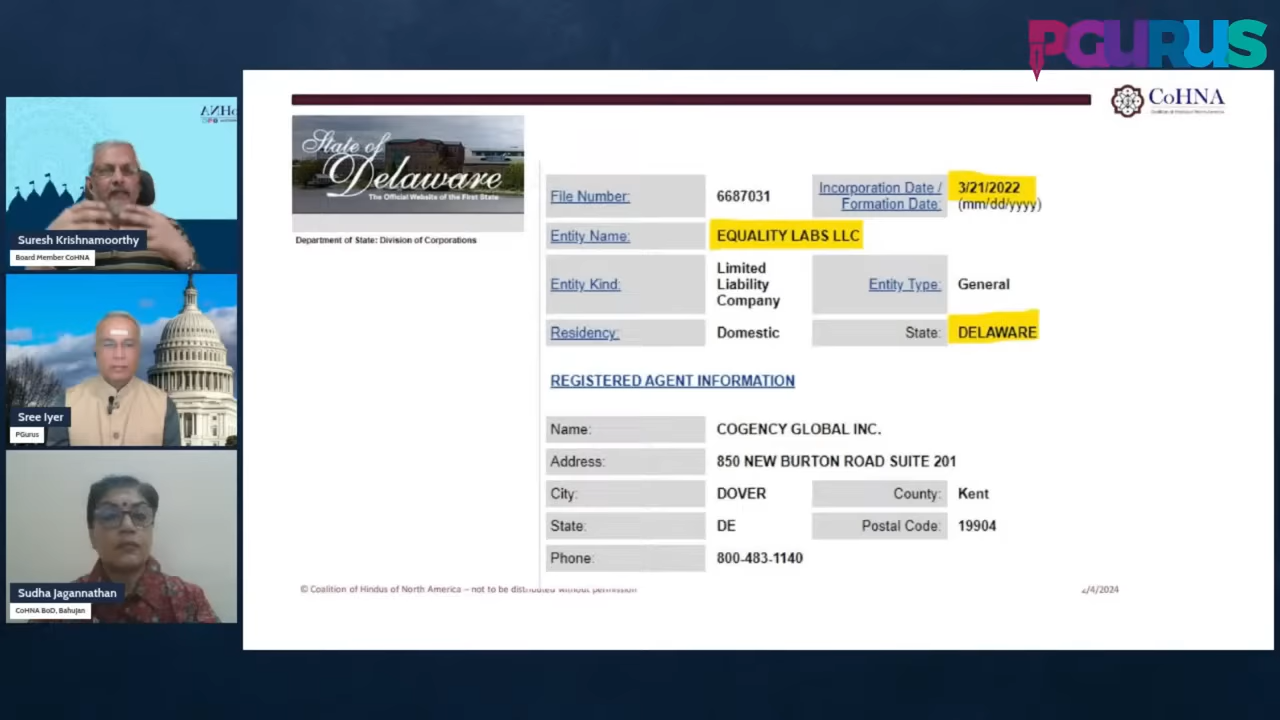 PGURUS
CoHNA
Suresh Krishnamoorthy
Board Member CoHNA
Sree Iyer
PGurus
Sudha Jagannathan
CoHNA BoD, Bahujan
CoHNA
State of
Delaware
The Official Website of the First State
Department of State: Division of Corporations
File Number: 6687031 Incorporation Date / 3/21/2022
Formation Date: (mm/dd/yyyy)
Entity Name: EQUALITY LABS LLC
Entity Kind: Limited
Liability
Company
Entity Type: General
Residency: Domestic State: DELAWARE
REGISTERED AGENT INFORMATION
Name: COGENCY GLOBAL INC.
Address: 850 NEW BURTON ROAD SUITE 201
City: DOVER County: Kent
State: DE Postal Code: 19904
Phone: 800-483-1140
© Coalition of Hindus of North America – not to be distributed without permission
2/4/2024